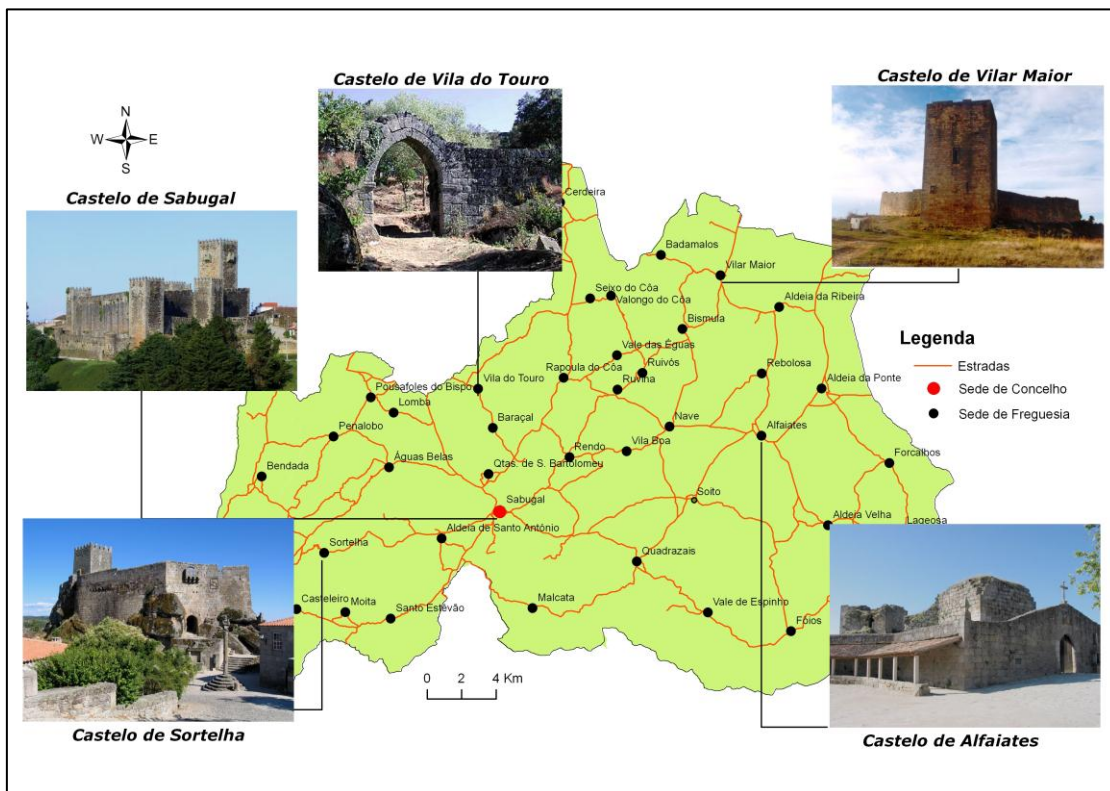 Castelo de Vila do Touro
Castelo de Vilar Maior
N
W E
S
Castelo de Sabugal
Cerdeira
Badamalos
Vilar Maior
Seixo do Côa
Valongo do Côa
Aldeia da Ribeira
Bismula
Legenda
Estradas
Sede de Concelho
Sede de Freguesia
Vale das Éguas
Ruivós
Rebolosa
Rapoula do Côa
Ruvina
Aldeia da Ponte
Pousafoles do Bispo
Vila do Touro
Lomba
Baraçal
Nave
Alfaiates
Penalobo
Rendo
Vila Boa
Forcalhos
Águas Belas
Qtas. de S. Bartolomeu
Bendada
Sabugal
Soito
Aldeia Velha
Lageosa
Aldeia de Santo António
Sortelha
Quadrazais
Casteleiro
Moita
Santo Estêvão
Malcata
Vale de Espinho
Fóios
0 2 4 Km
Castelo de Sortelha
Castelo de Alfaiates